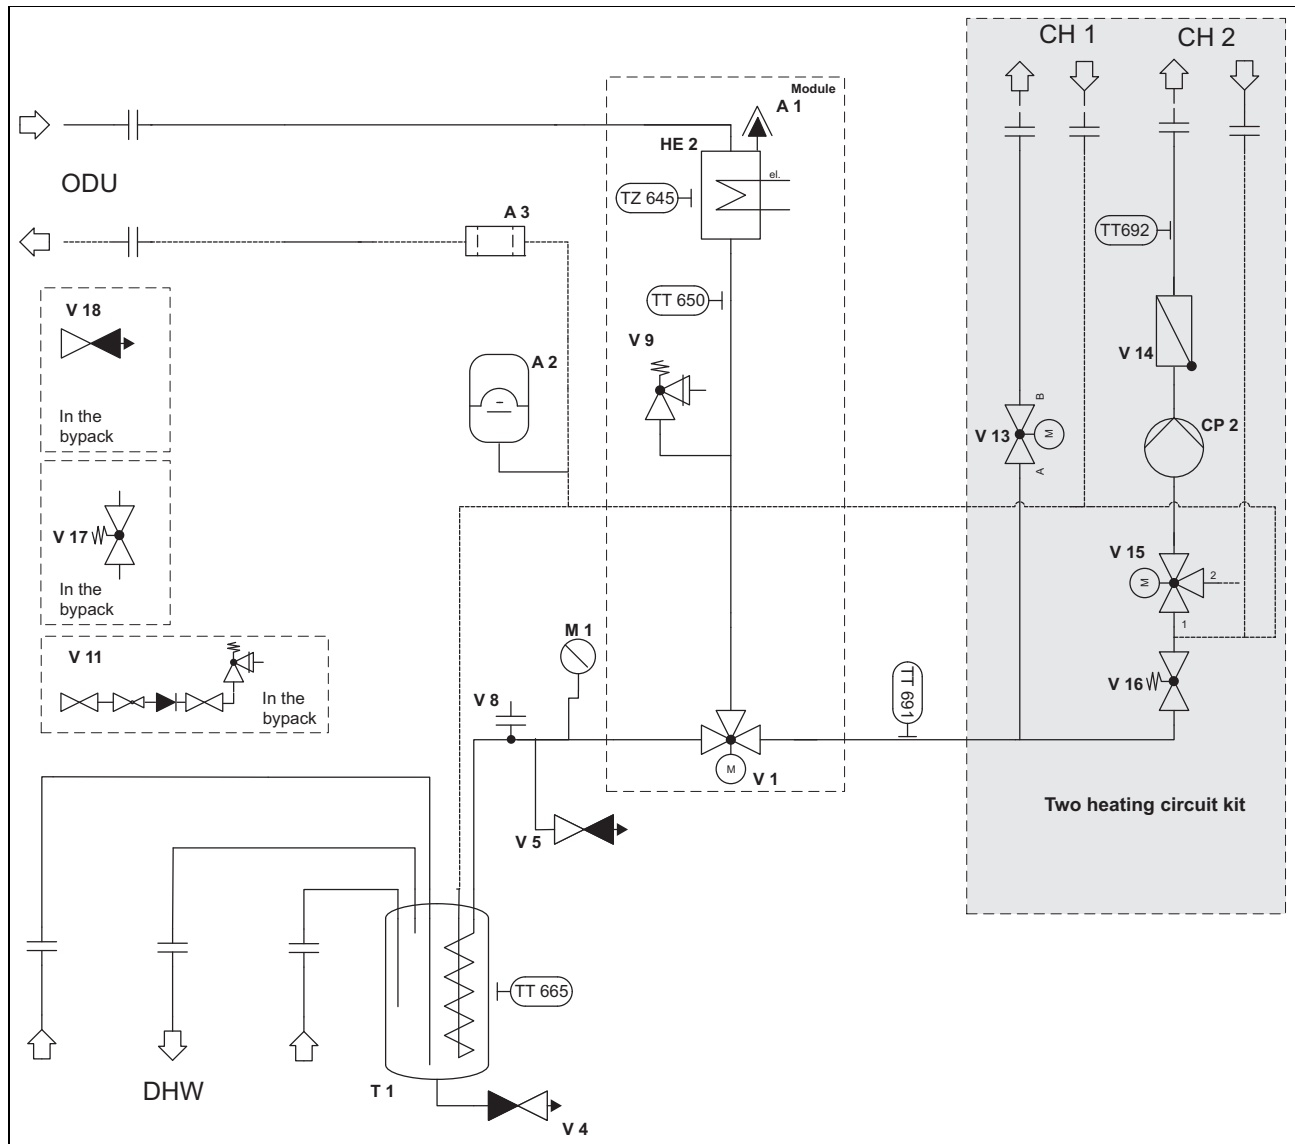 CH 1
CH 2
Module
A 1
HE 2
el.
ODU
TZ 645
A 3
TT692
TT 650
V 18
V 9
V 14
A 2
In the
bypack
B
V 13
M
CP 2
A
V 17
V 15
M
2
In the
bypack
1
M 1
V 11
In the
bypack
V 8
TT 691
V 16
M
V 1
Two heating circuit kit
V 5
TT 665
DHW
T 1
V 4